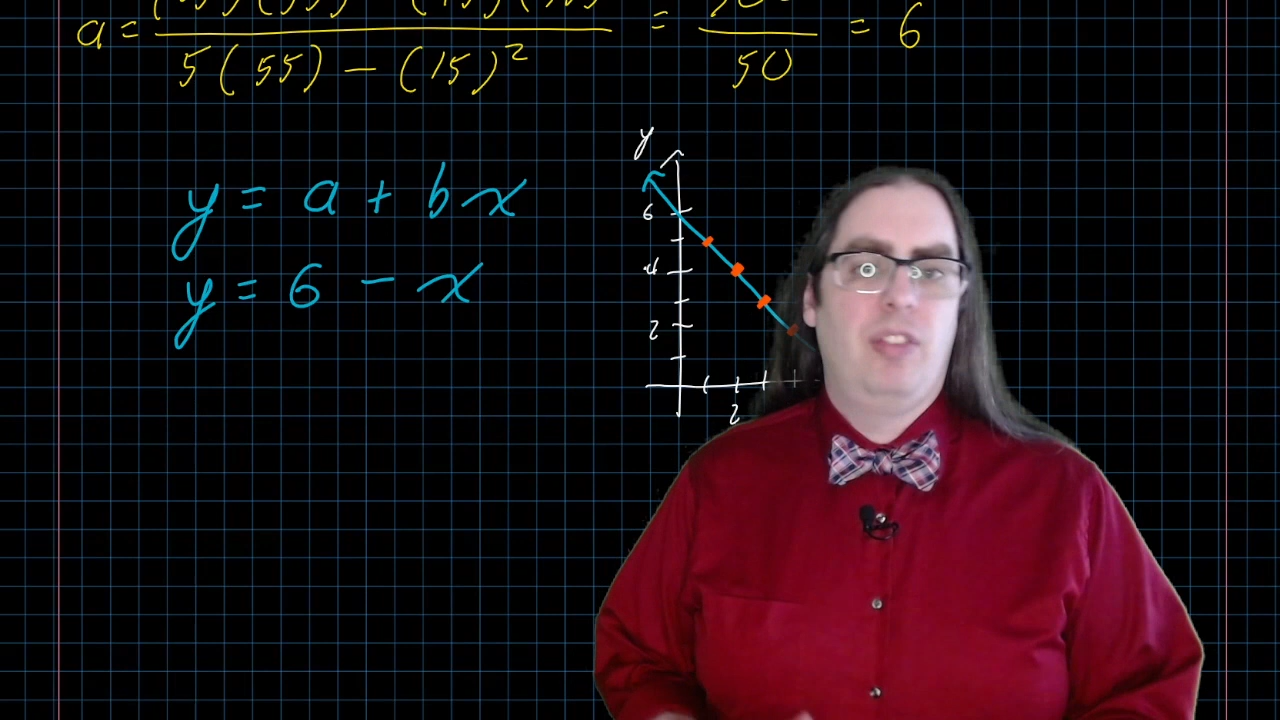 a = / 5(55) - (15)² = / 50 = 6
y = a + bx
y = 6 - x
y
6
4
2
2